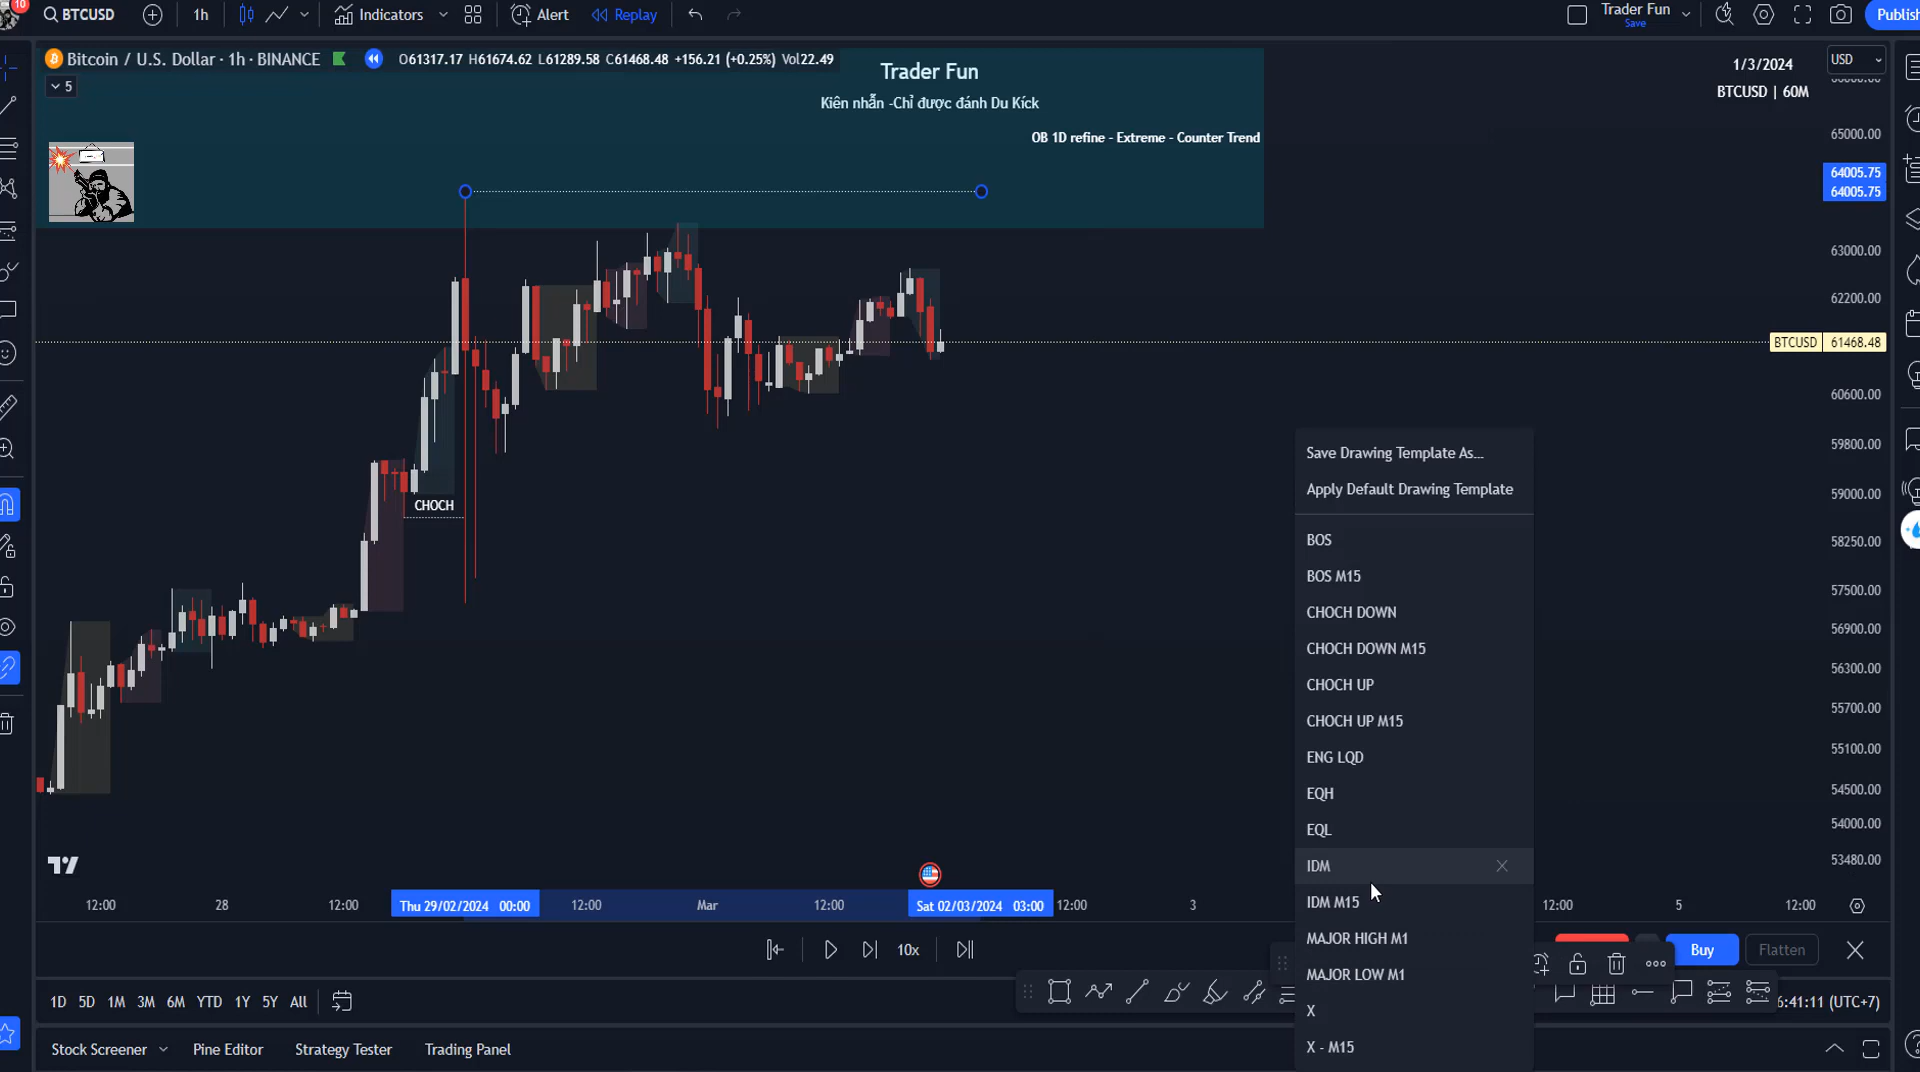 10
BTCUSD
1h
Indicators
Alert
Replay
Trader Fun
Save
Publish
Bitcoin / U.S. Dollar · 1h · BINANCE
O61317.17 H61674.62 L61289.58 C61468.48 +156.21 (+0.25%) Vol22.49
5
Trader Fun
Kiên nhẫn -Chỉ được đánh Du Kích
OB 1D refine - Extreme - Counter Trend
1/3/2024
BTCUSD | 60M
USD
65000.00
64005.75
64005.75
63000.00
62200.00
BTCUSD 61468.48
60600.00
59800.00
59000.00
58250.00
57500.00
56900.00
56300.00
55700.00
55100.00
54500.00
54000.00
53480.00
CHOCH
Save Drawing Template As...
Apply Default Drawing Template
BOS
BOS M15
CHOCH DOWN
CHOCH DOWN M15
CHOCH UP
CHOCH UP M15
ENG LQD
EQH
EQL
IDM
IDM M15
MAJOR HIGH M1
MAJOR LOW M1
X
X - M15
12:00 28 12:00 Thu 29/02/2024 00:00 12:00 Mar 12:00 Sat 02/03/2024 03:00 12:00 3 12:00 5 12:00
10x
Buy
Flatten
1D 5D 1M 3M 6M YTD 1Y 5Y All
6:41:11 (UTC+7)
Stock Screener
Pine Editor
Strategy Tester
Trading Panel